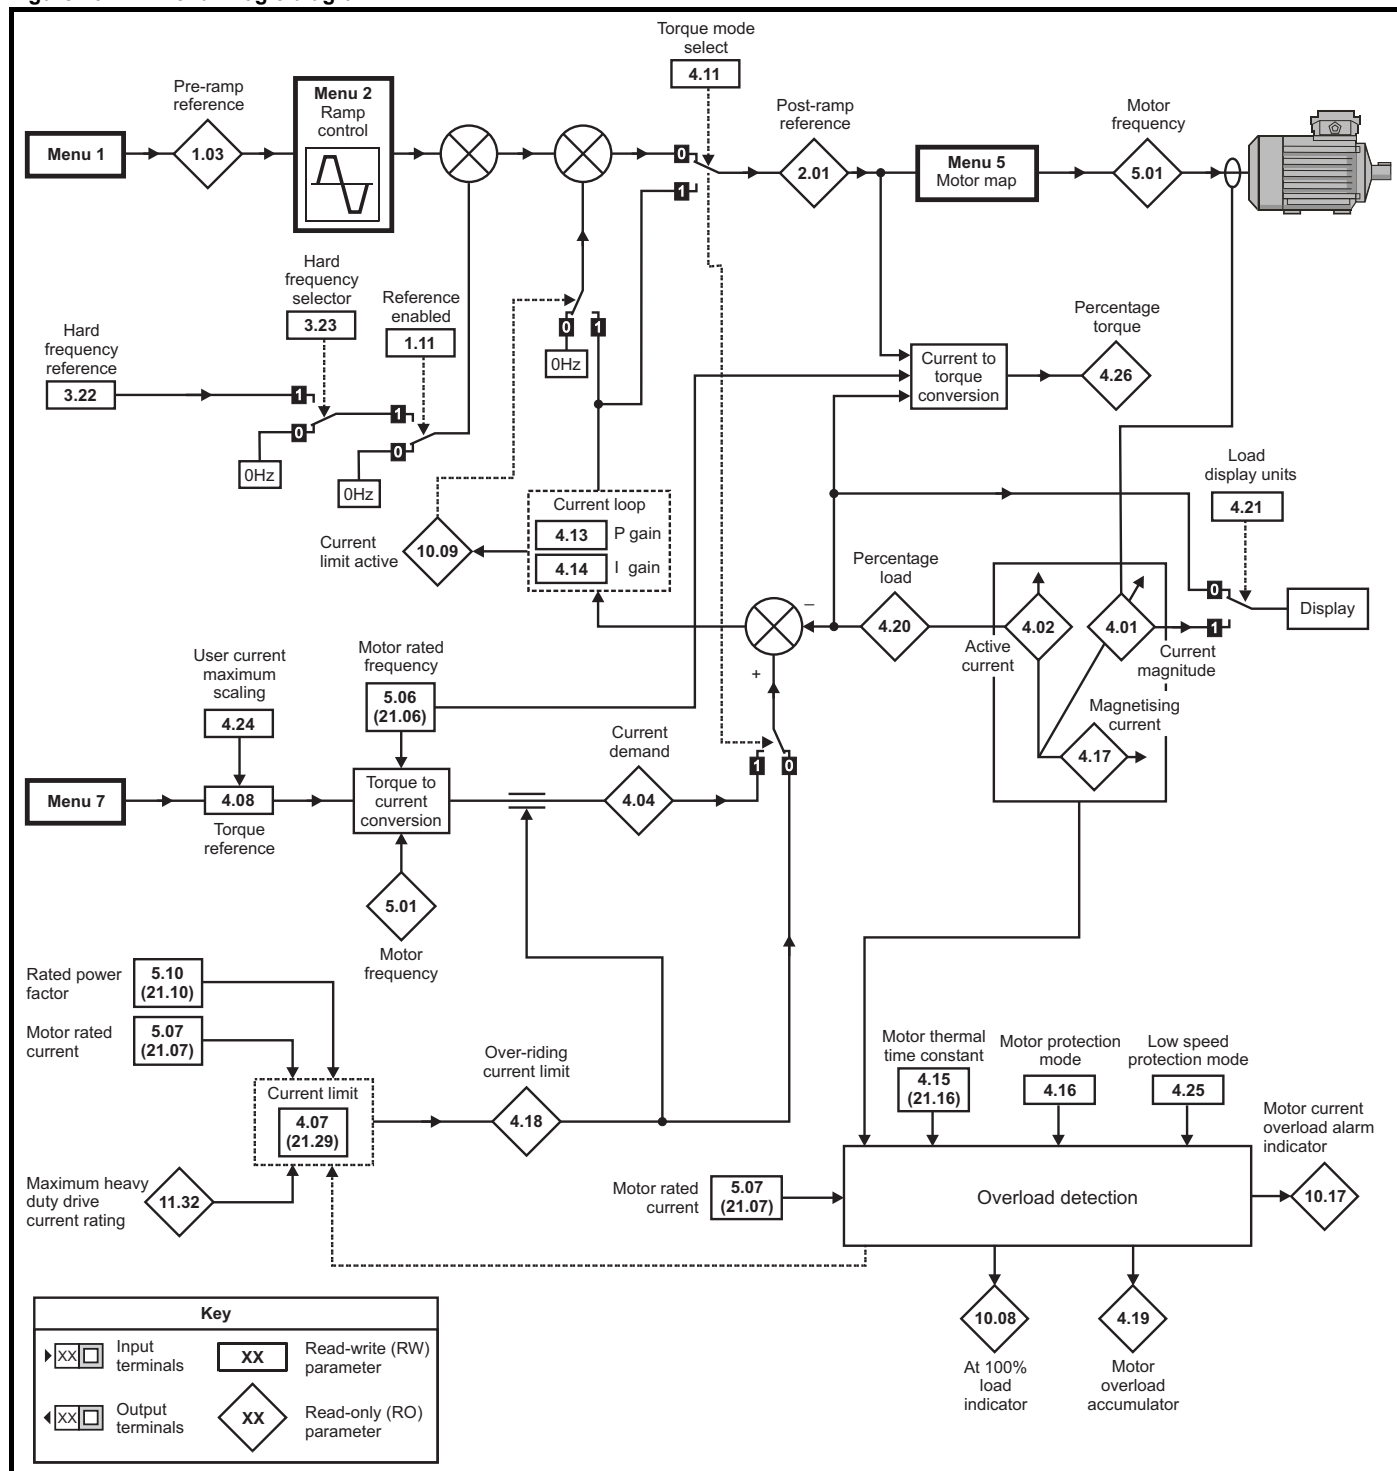 Torque mode
select
4.11
Pre-ramp
reference
Menu 1
1.03
Menu 2
Ramp
control
0
1
Post-ramp
reference
2.01
Menu 5
Motor map
Motor
frequency
5.01
Hard
frequency
selector
3.23
Reference
enabled
1.11
Hard
frequency
reference
3.22
1
0
0Hz
1
0
0Hz
0
1
0Hz
Current to
torque
conversion
Percentage
torque
4.26
Current loop
4.13
P gain
4.14
I gain
Current
limit active
10.09
Load
display units
4.21
0
1
Display
Percentage
load
4.20
–
+
4.02
Active
current
4.01
Current
magnitude
Magnetising
current
4.17
User current
maximum
scaling
4.24
Motor rated
frequency
5.06
(21.06)
Menu 7
4.08
Torque
reference
Torque to
current
conversion
Current
demand
4.04
1
0
5.01
Motor
frequency
Rated power
factor
5.10
(21.10)
Motor rated
current
5.07
(21.07)
Current limit
4.07
(21.29)
Over-riding
current limit
4.18
Maximum heavy
duty drive
current rating
11.32
Motor thermal
time constant
4.15
(21.16)
Motor protection
mode
4.16
Low speed
protection mode
4.25
Motor current
overload alarm
indicator
10.17
Motor rated
current
5.07
(21.07)
Overload detection
10.08
At 100%
load
indicator
4.19
Motor
overload
accumulator
Key
XX
Input
terminals
XX
Read-write (RW)
parameter
XX
Output
terminals
XX
Read-only (RO)
parameter